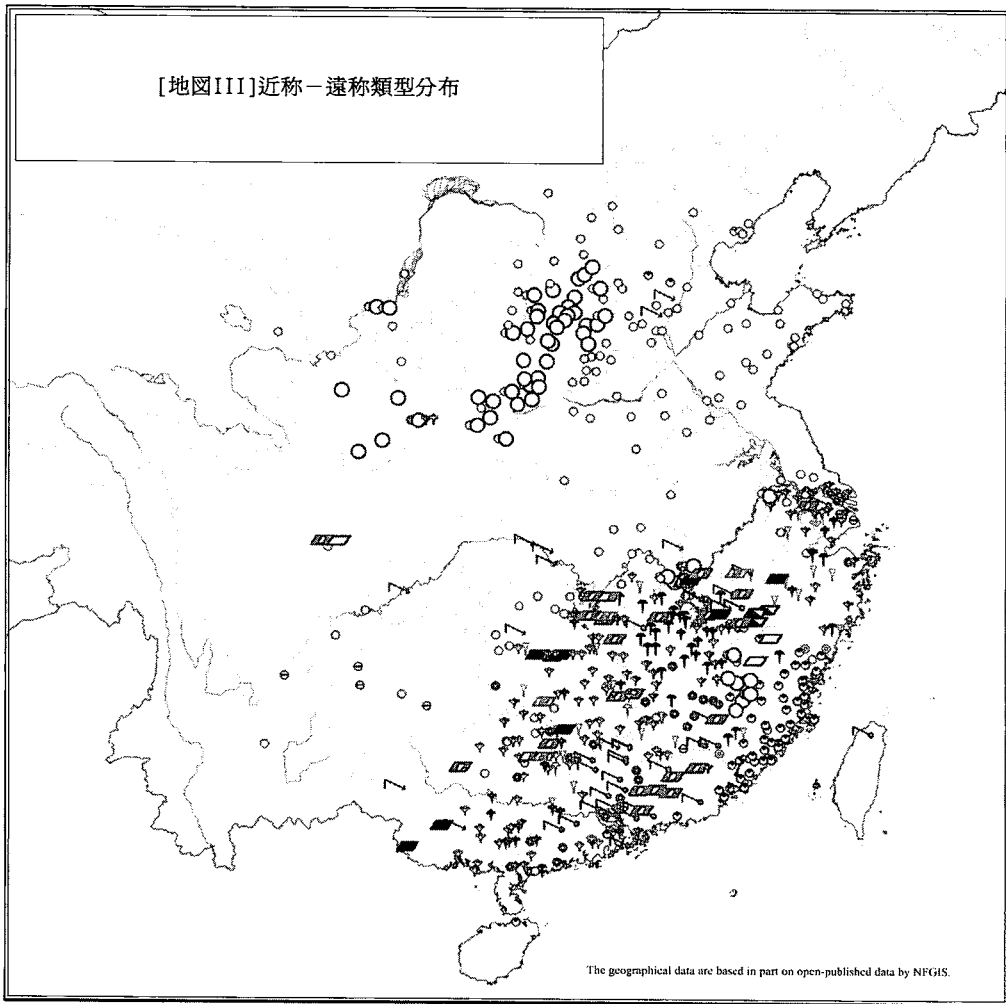 [地図III]近称－遠称類型分布
The geographical data are based in part on open-published data by NFGIS.